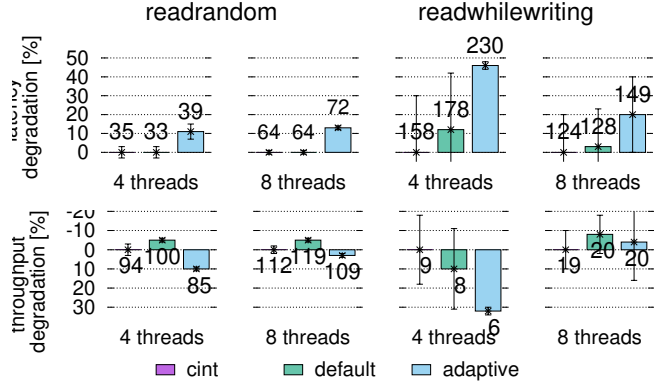 readrandom readwhilewriting
latency
degradation [%]
50
40
30
20
10
0
35 33 39
64 64 72
158 178 230
124 128 149
4 threads 8 threads 4 threads 8 threads
throughput
degradation [%]
-20
-10
0
10
20
30
94 100 85
112 119 109
9 8 6
19 20 20
4 threads 8 threads 4 threads 8 threads
cint default adaptive